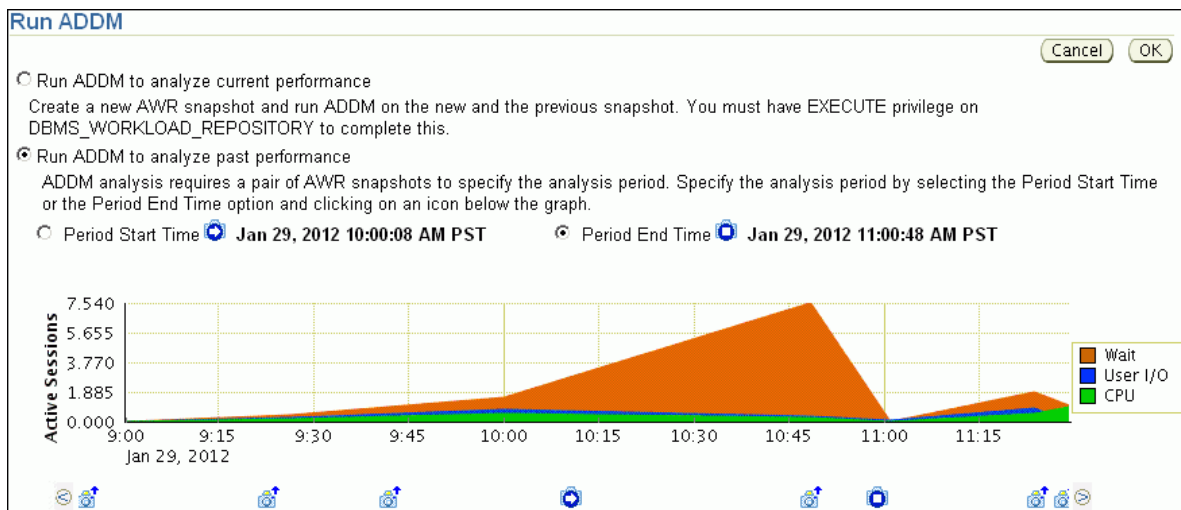 Run ADDM
Cancel
OK
Run ADDM to analyze current performance
Create a new AWR snapshot and run ADDM on the new and the previous snapshot. You must have EXECUTE privilege on
DBMS_WORKLOAD_REPOSITORY to complete this.
Run ADDM to analyze past performance
ADDM analysis requires a pair of AWR snapshots to specify the analysis period. Specify the analysis period by selecting the Period Start Time
or the Period End Time option and clicking on an icon below the graph.
Period Start Time Jan 29, 2012 10:00:08 AM PST Period End Time Jan 29, 2012 11:00:48 AM PST
Active Sessions
7.540
5.655
3.770
1.885
0.000
Wait
User I/O
CPU
9:00 9:15 9:30 9:45 10:00 10:15 10:30 10:45 11:00 11:15
Jan 29, 2012